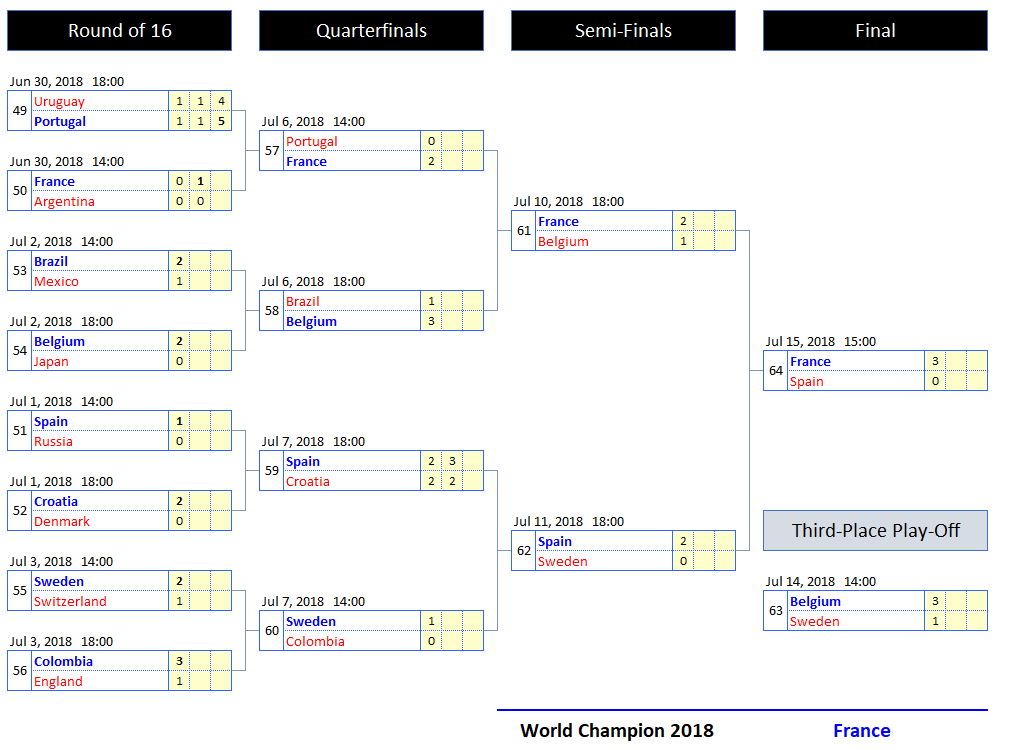 Round of 16
Quarterfinals
Semi-Finals
Final
Jun 30, 2018 18:00
49
Uruguay 1 1 4
Portugal 1 1 5
Jun 30, 2018 14:00
50
France 0 1
Argentina 0 0
Jul 2, 2018 14:00
53
Brazil 2
Mexico 1
Jul 2, 2018 18:00
54
Belgium 2
Japan 0
Jul 1, 2018 14:00
51
Spain 1
Russia 0
Jul 1, 2018 18:00
52
Croatia 2
Denmark 0
Jul 3, 2018 14:00
55
Sweden 2
Switzerland 1
Jul 3, 2018 18:00
56
Colombia 3
England 1
Jul 6, 2018 14:00
57
Portugal 0
France 2
Jul 6, 2018 18:00
58
Brazil 1
Belgium 3
Jul 7, 2018 18:00
59
Spain 2 3
Croatia 2 2
Jul 7, 2018 14:00
60
Sweden 1
Colombia 0
Jul 10, 2018 18:00
61
France 2
Belgium 1
Jul 11, 2018 18:00
62
Spain 2
Sweden 0
Jul 15, 2018 15:00
64
France 3
Spain 0
Third-Place Play-Off
Jul 14, 2018 14:00
63
Belgium 3
Sweden 1
World Champion 2018 France